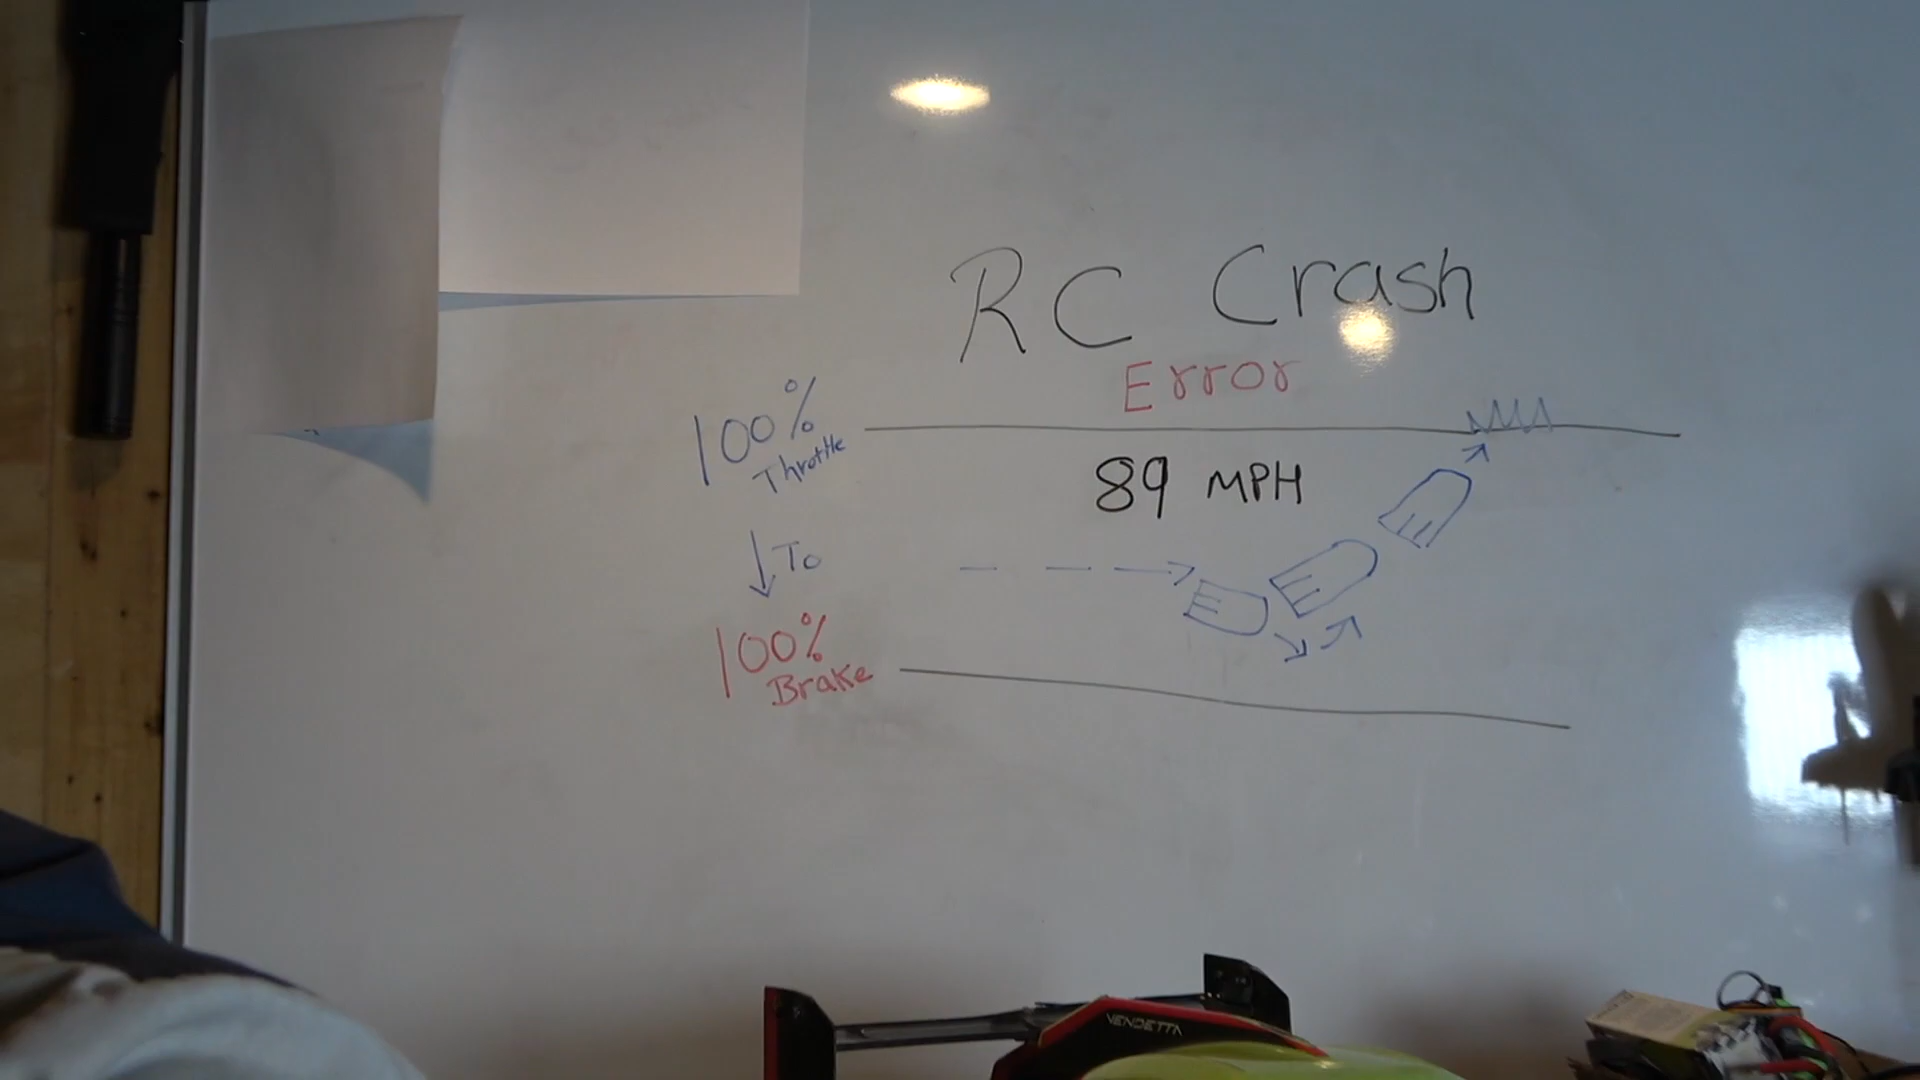 RC Crash
Error
100%
Throttle
89 MPH
To
100%
Brake
VENDETTA